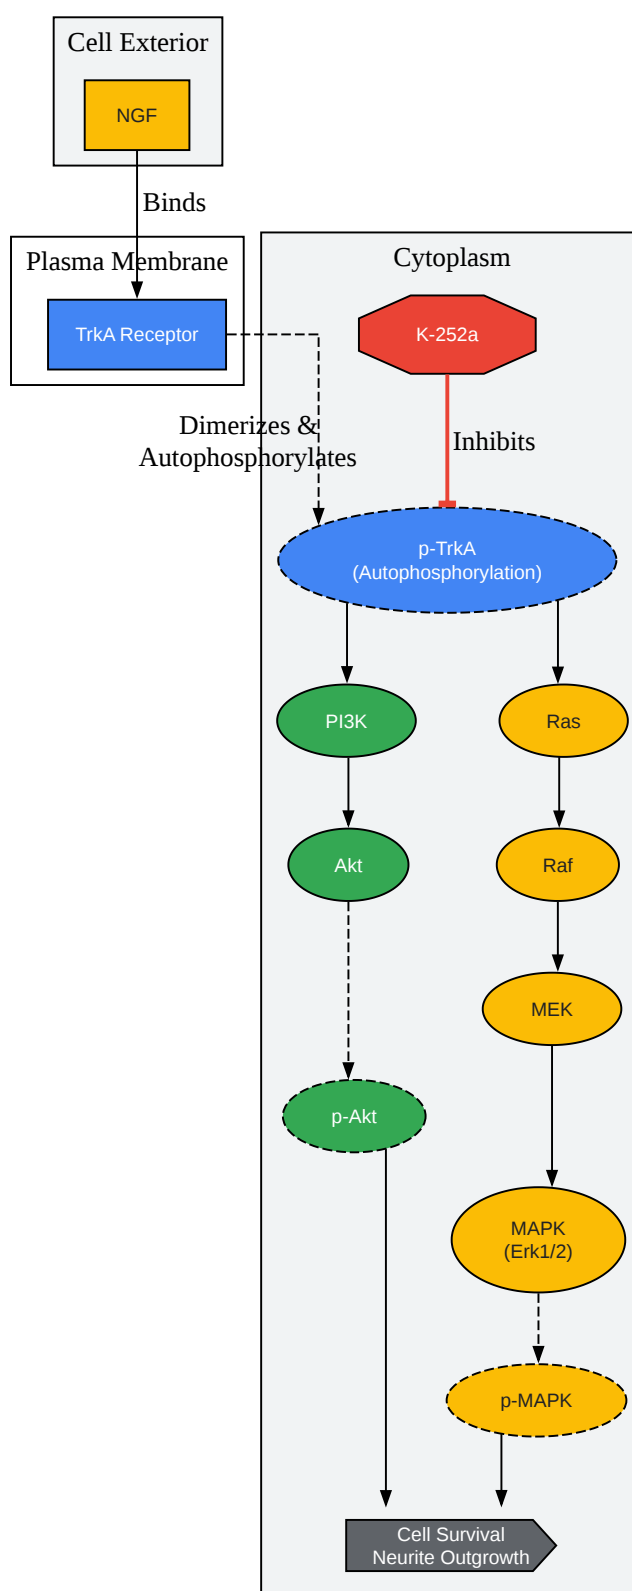 Cell Exterior
NGF
Binds
Plasma Membrane
TrkA Receptor
Cytoplasm
K-252a
Dimerizes &
Autophosphorylates
Inhibits
p-TrkA
(Autophosphorylation)
PI3K
Ras
Akt
Raf
MEK
p-Akt
MAPK
(Erk1/2)
p-MAPK
Cell Survival
Neurite Outgrowth